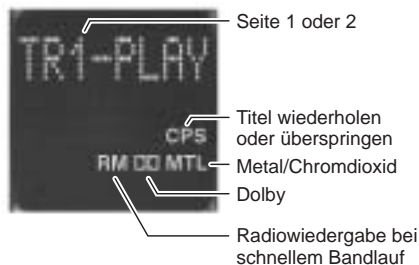 Seite 1 oder 2
TR1-PLAY
Titel wiederholen
oder überspringen
CPS
Metal/Chromdioxid
RM DD MTL
Dolby
Radiowiedergabe bei
schnellem Bandlauf